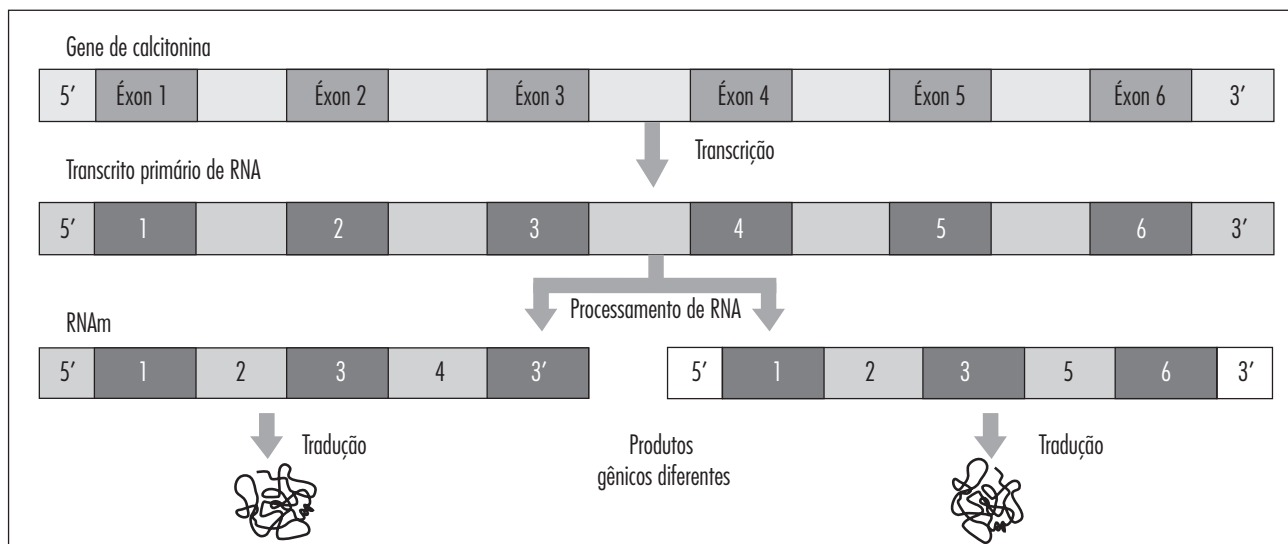 Gene de calcitonina
5′ Éxon 1 Éxon 2 Éxon 3 Éxon 4 Éxon 5 Éxon 6 3′
Transcrição
Transcrito primário de RNA
5′ 1 2 3 4 5 6 3′
Processamento de RNA
RNAm
5′ 1 2 3 4 3′ 5′ 1 2 3 5 6 3′
Tradução Produtos Tradução
gênicos diferentes